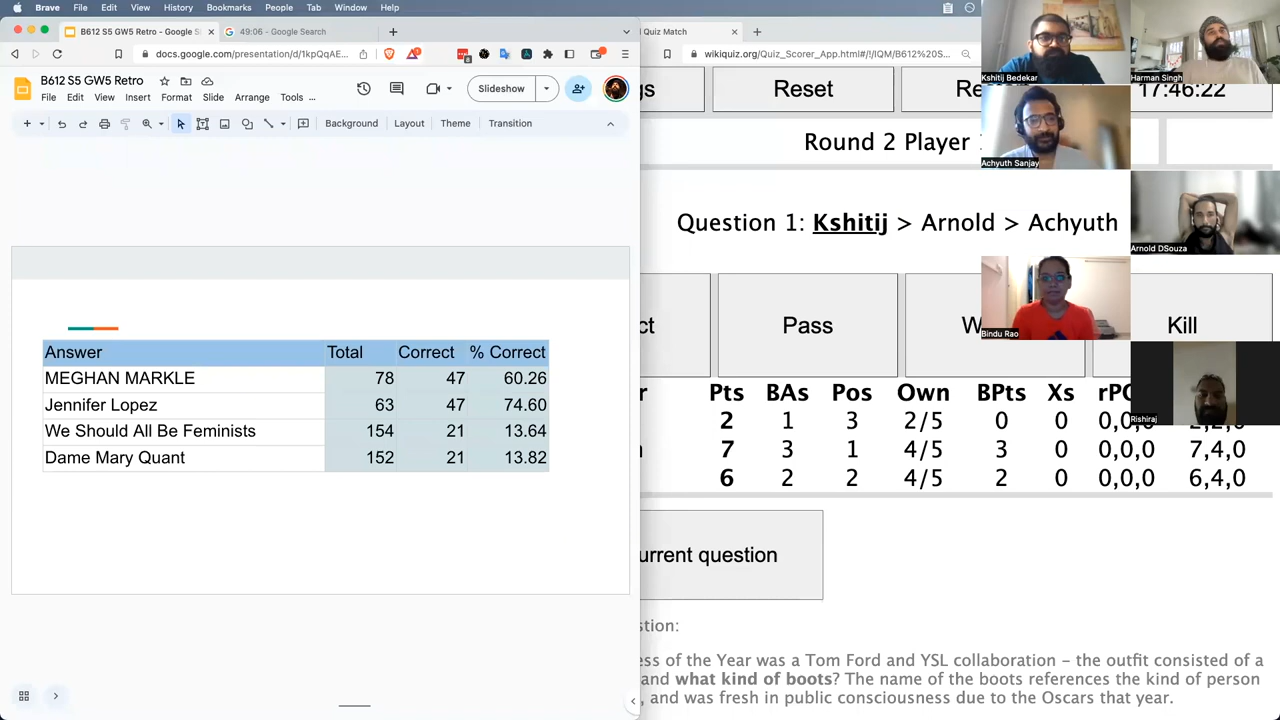 Brave File Edit View History Bookmarks People Tab Window Help
B612 S5 GW5 Retro - Google S
49:06 - Google Search
uiz Match
docs.google.com/presentation/d/1kpQqAE...
wikiquiz.org/Quiz_Scorer_App.html#/!/IQM/B612%20S...
B612 S5 GW5 Retro
File Edit View Insert Format Slide Arrange Tools ...
Slideshow
Background Layout Theme Transition
Answer Total Correct % Correct
MEGHAN MARKLE 78 47 60.26
Jennifer Lopez 63 47 74.60
We Should All Be Feminists 154 21 13.64
Dame Mary Quant 152 21 13.82
gs Reset 17:46:22
Round 2 Player
Question 1: Kshitij > Arnold > Achyuth
ct Pass W Kill
r Pts BAs Pos Own BPts Xs rPO
2 1 3 2/5 0 0 0,0,0 2,2,0
7 3 1 4/5 3 0 0,0,0 7,4,0
6 2 2 4/5 2 0 0,0,0 6,4,0
urrent question
stion:
ess of the Year was a Tom Ford and YSL collaboration – the outfit consisted of a
and what kind of boots? The name of the boots references the kind of person
, and was fresh in public consciousness due to the Oscars that year.
Kshitij Bedekar
Harman Singh
Achyuth Sanjay
Arnold DSouza
Bindu Rao
Rishiraj